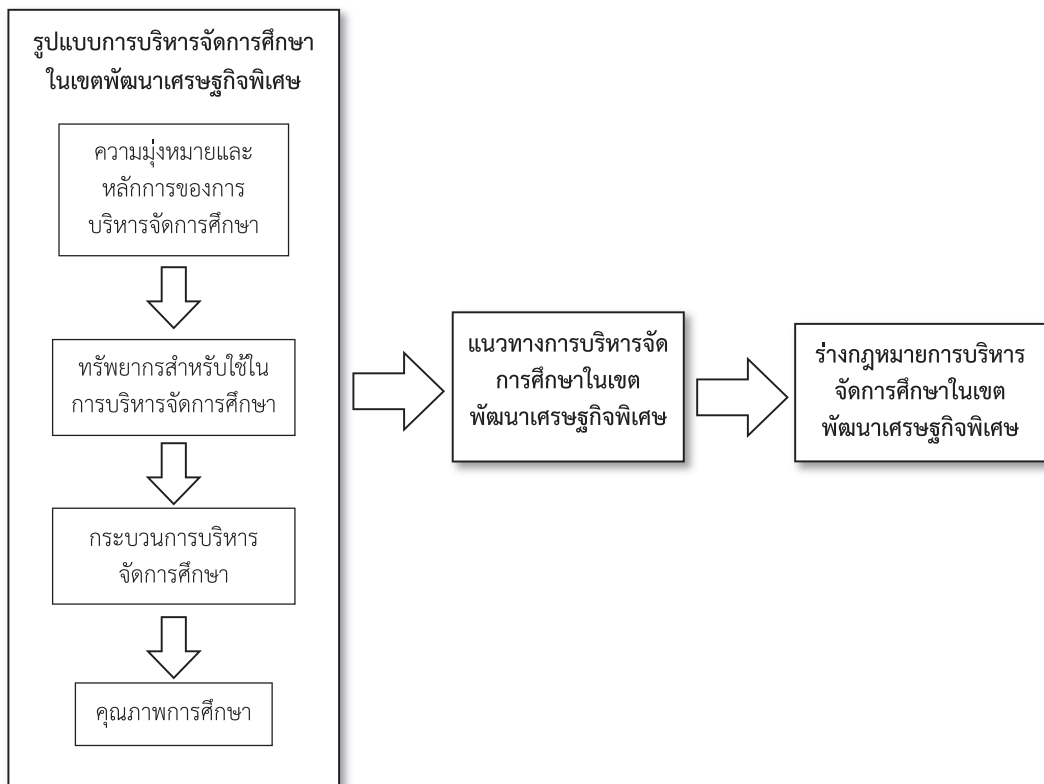 รูปแบบการบริหารจัดการศึกษา
ในเขตพัฒนาเศรษฐกิจพิเศษ
ความมุ่งหมายและ
หลักการของการ
บริหารจัดการศึกษา
ทรัพยากรสำหรับใช้ใน
การบริหารจัดการศึกษา
กระบวนการบริหาร
จัดการศึกษา
คุณภาพการศึกษา
แนวทางการบริหารจัด
การศึกษาในเขต
พัฒนาเศรษฐกิจพิเศษ
ร่างกฎหมายการบริหาร
จัดการศึกษาในเขต
พัฒนาเศรษฐกิจพิเศษ